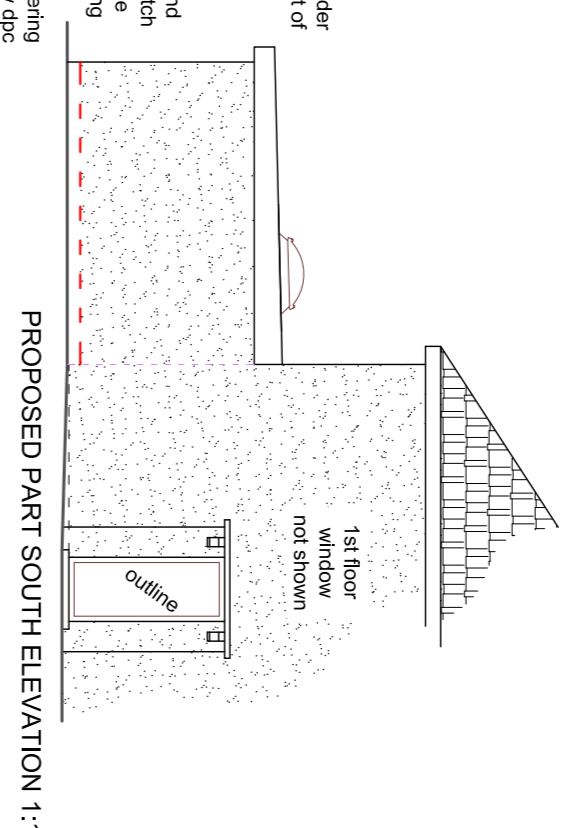 der
t of
nd
tch
e
ng
ering
dpc
1st floor
window
not shown
outline
PROPOSED PART SOUTH ELEVATION 1: